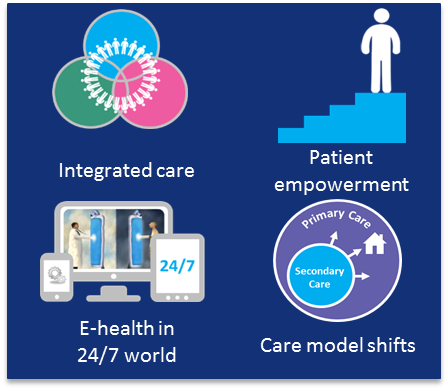 Integrated care
Patient
empowerment
24/7
E-health in
24/7 world
Primary Care
Secondary
Care
Care model shifts